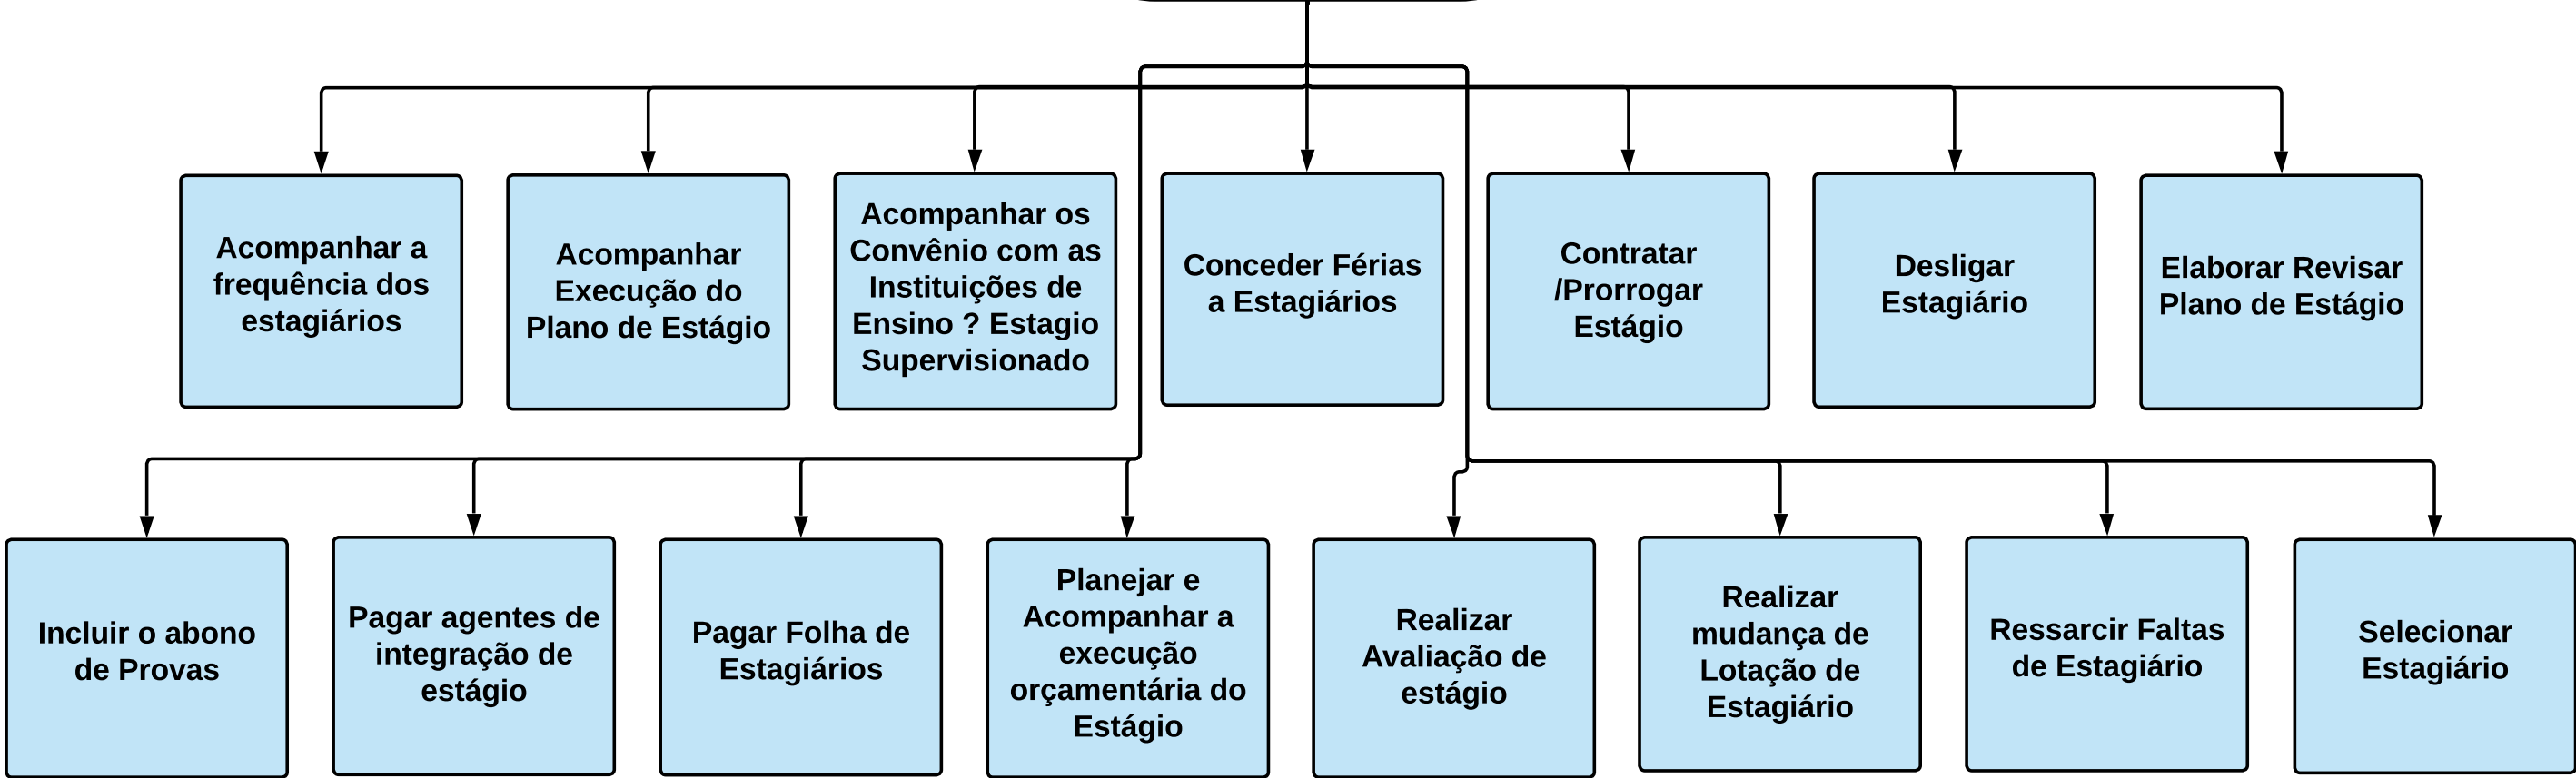 Acompanhar a
frequência dos
estagiários
Acompanhar
Execução do
Plano de Estágio
Acompanhar os
Convênio com as
Instituições de
Ensino ? Estagio
Supervisionado
Conceder Férias
a Estagiários
Contratar
/Prorrogar
Estágio
Desligar
Estagiário
Elaborar Revisar
Plano de Estágio
Incluir o abono
de Provas
Pagar agentes de
integração de
estágio
Pagar Folha de
Estagiários
Planejar e
Acompanhar a
execução
orçamentária do
Estágio
Realizar
Avaliação de
estágio
Realizar
mudança de
Lotação de
Estagiário
Ressarcir Faltas
de Estagiário
Selecionar
Estagiário